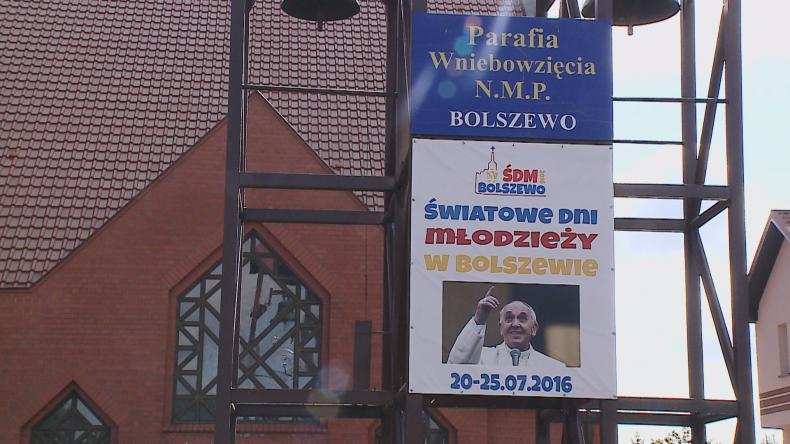 Parafia
Wniebowzięcia
N.M.P.
BOLSZEWO
ŚDM
BOLSZEWO
ŚWIATOWE DNI
MŁODZIEŻY
W BOLSZEWIE
20-25.07.2016